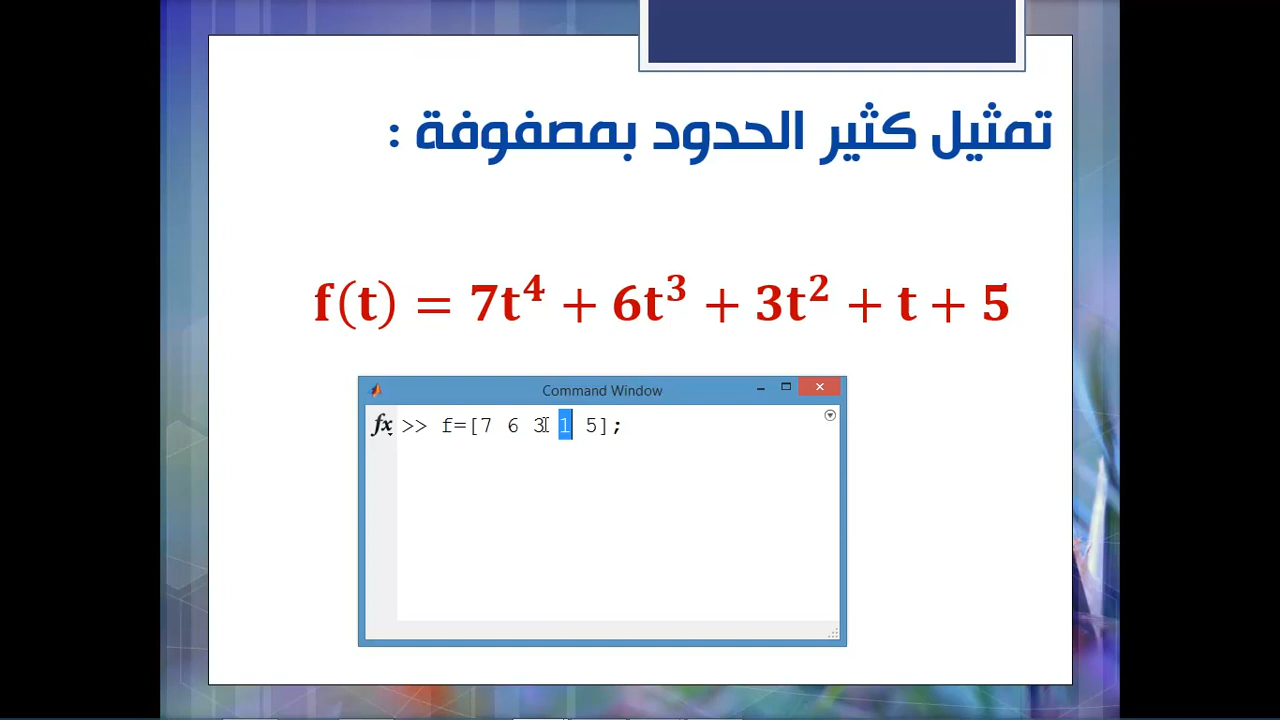 تمثيل كثير الحدود بمصفوفة :
f(t) = 7t⁴ + 6t³ + 3t² + t + 5
Command Window
fx >> f=[7 6 3 1 5];